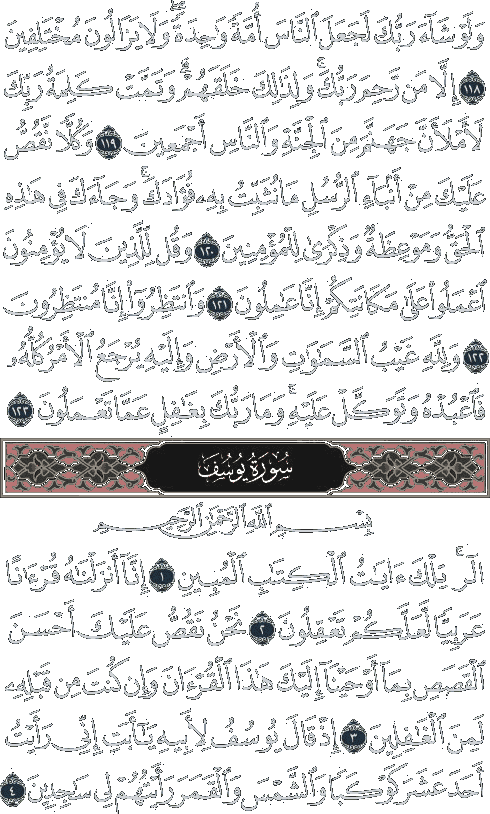 وَلَوْ شَآءَ رَبُّكَ لَجَعَلَ ٱلنَّاسَ أُمَّةً وَٰحِدَةً ۖ وَلَا يَزَالُونَ مُخْتَلِفِينَ
١١٨ إِلَّا مَن رَّحِمَ رَبُّكَ ۚ وَلِذَٰلِكَ خَلَقَهُمْ ۗ وَتَمَّتْ كَلِمَةُ رَبِّكَ
لَأَمْلَأَنَّ جَهَنَّمَ مِنَ ٱلْجِنَّةِ وَٱلنَّاسِ أَجْمَعِينَ ١١٩ وَكُلًّا نَّقُصُّ
عَلَيْكَ مِنْ أَنۢبَآءِ ٱلرُّسُلِ مَا نُثَبِّتُ بِهِۦ فُؤَادَكَ ۚ وَجَآءَكَ فِى هَٰذِهِ
ٱلْحَقُّ وَمَوْعِظَةٌ وَذِكْرَىٰ لِلْمُؤْمِنِينَ ١٢٠ وَقُل لِّلَّذِينَ لَا يُؤْمِنُونَ
ٱعْمَلُوا۟ عَلَىٰ مَكَانَتِكُمْ إِنَّا عَٰمِلُونَ ١٢١ وَٱنتَظِرُوٓا۟ إِنَّا مُنتَظِرُونَ
١٢٢ وَلِلَّهِ غَيْبُ ٱلسَّمَٰوَٰتِ وَٱلْأَرْضِ وَإِلَيْهِ يُرْجَعُ ٱلْأَمْرُ كُلُّهُۥ
فَٱعْبُدْهُ وَتَوَكَّلْ عَلَيْهِ ۚ وَمَا رَبُّكَ بِغَٰفِلٍ عَمَّا تَعْمَلُونَ ١٢٣
سُورَةُ يُوسُفَ
بِسْمِ ٱللَّهِ ٱلرَّحْمَٰنِ ٱلرَّحِيمِ
الٓر ۚ تِلْكَ ءَايَٰتُ ٱلْكِتَٰبِ ٱلْمُبِينِ ١ إِنَّآ أَنزَلْنَٰهُ قُرْءَٰنًا
عَرَبِيًّا لَّعَلَّكُمْ تَعْقِلُونَ ٢ نَحْنُ نَقُصُّ عَلَيْكَ أَحْسَنَ
ٱلْقَصَصِ بِمَآ أَوْحَيْنَآ إِلَيْكَ هَٰذَا ٱلْقُرْءَانَ وَإِن كُنتَ مِن قَبْلِهِۦ
لَمِنَ ٱلْغَٰفِلِينَ ٣ إِذْ قَالَ يُوسُفُ لِأَبِيهِ يَٰٓأَبَتِ إِنِّى رَأَيْتُ
أَحَدَ عَشَرَ كَوْكَبًا وَٱلشَّمْسَ وَٱلْقَمَرَ رَأَيْتُهُمْ لِى سَٰجِدِينَ ٤